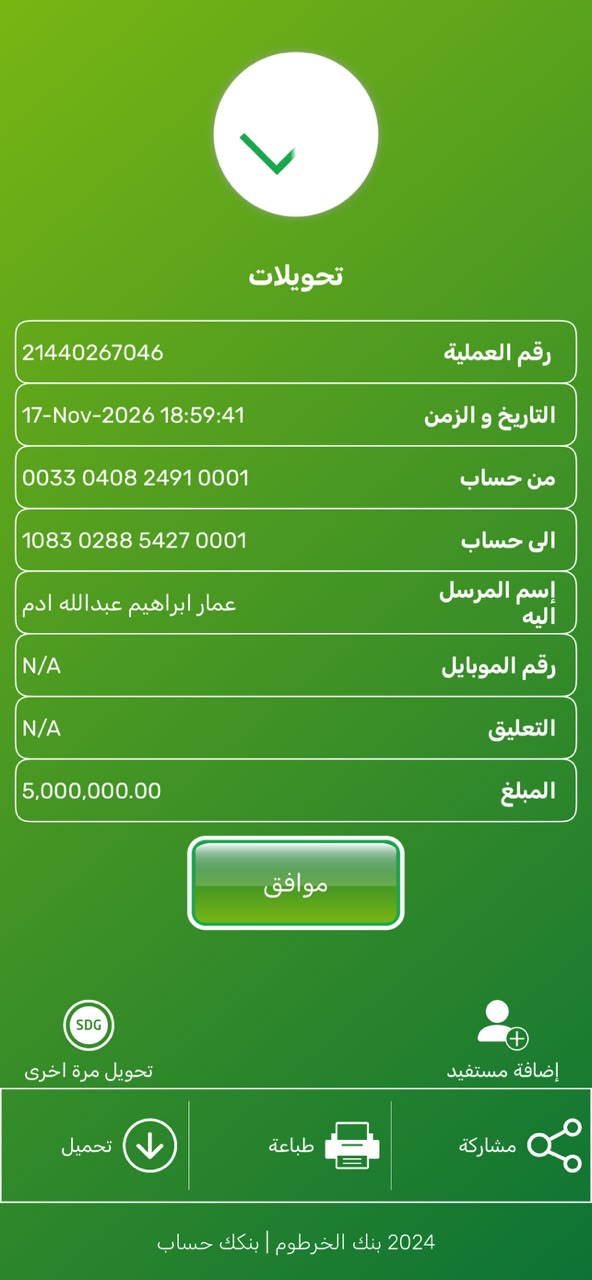 تحويلات
رقم العملية 21440267046
التاريخ و الزمن 17-Nov-2026 18:59:41
من حساب 0033 0408 2491 0001
الى حساب 1083 0288 5427 0001
إسم المرسل
اليه
عمار ابراهيم عبدالله ادم
رقم الموبايل N/A
التعليق N/A
المبلغ 5,000,000.00
موافق
SDG
إضافة مستفيد
تحويل مرة اخرى
مشاركة
طباعة
تحميل
2024 بنك الخرطوم | بنكك حساب